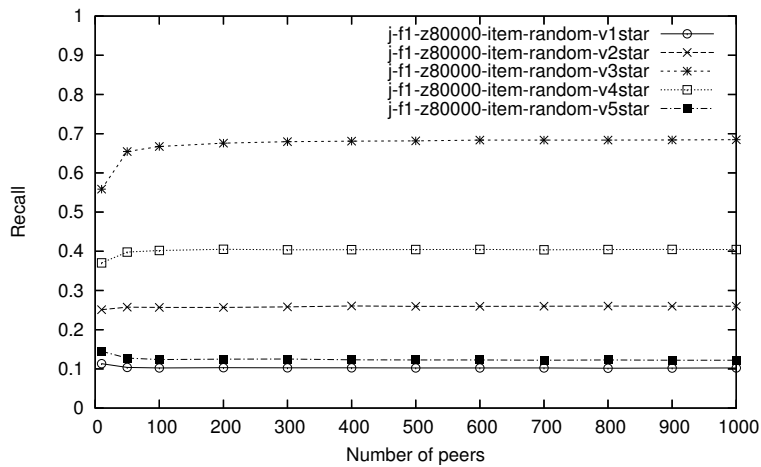 1
0.9
0.8
0.7
0.6
0.5
0.4
0.3
0.2
0.1
0
Recall
j-f1-z80000-item-random-v1star
j-f1-z80000-item-random-v2star
j-f1-z80000-item-random-v3star
j-f1-z80000-item-random-v4star
j-f1-z80000-item-random-v5star
0 100 200 300 400 500 600 700 800 900 1000
Number of peers